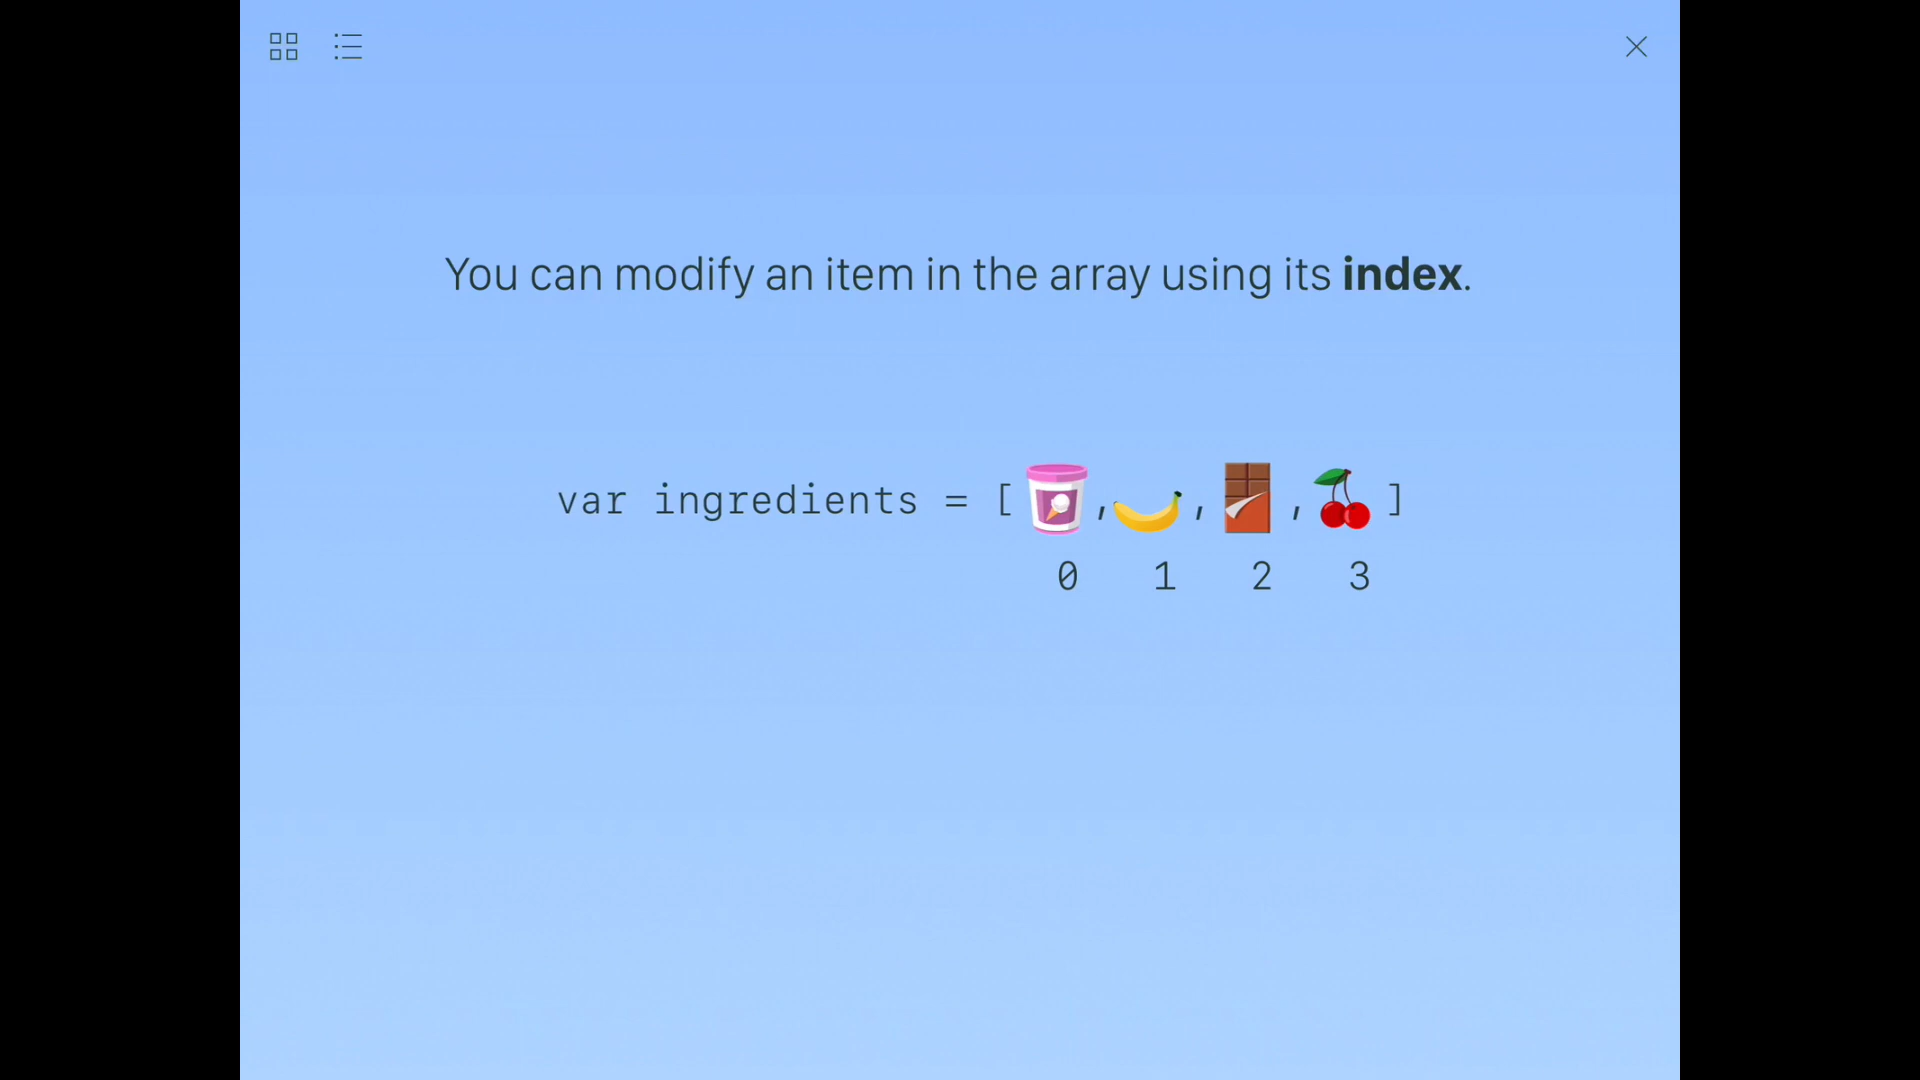 You can modify an item in the array using its index.
var ingredients = [ , , , ]
0 1 2 3